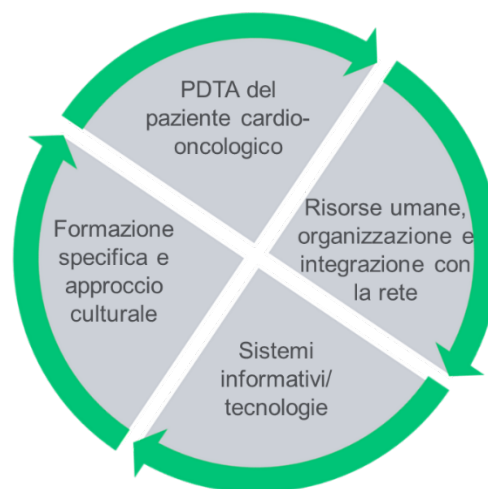 PDTA del
paziente cardio-
oncologico
Risorse umane,
organizzazione e
integrazione con
la rete
Sistemi
informativi/
tecnologie
Formazione
specifica e
approccio
culturale